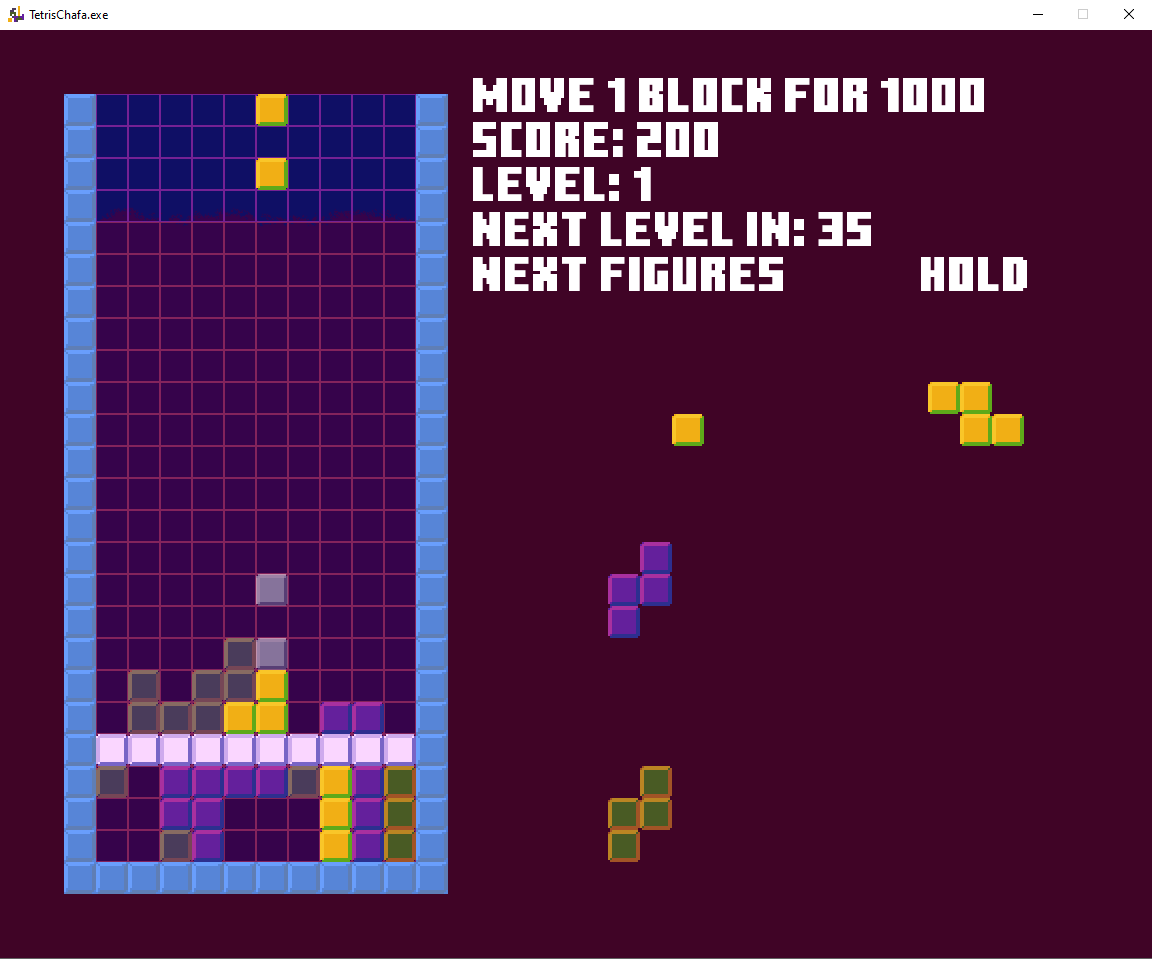 TetrisChafa.exe
MOVE 1 BLOCK FOR 1000
SCORE: 200
LEVEL: 1
NEXT LEVEL IN: 35
NEXT FIGURES HOLD